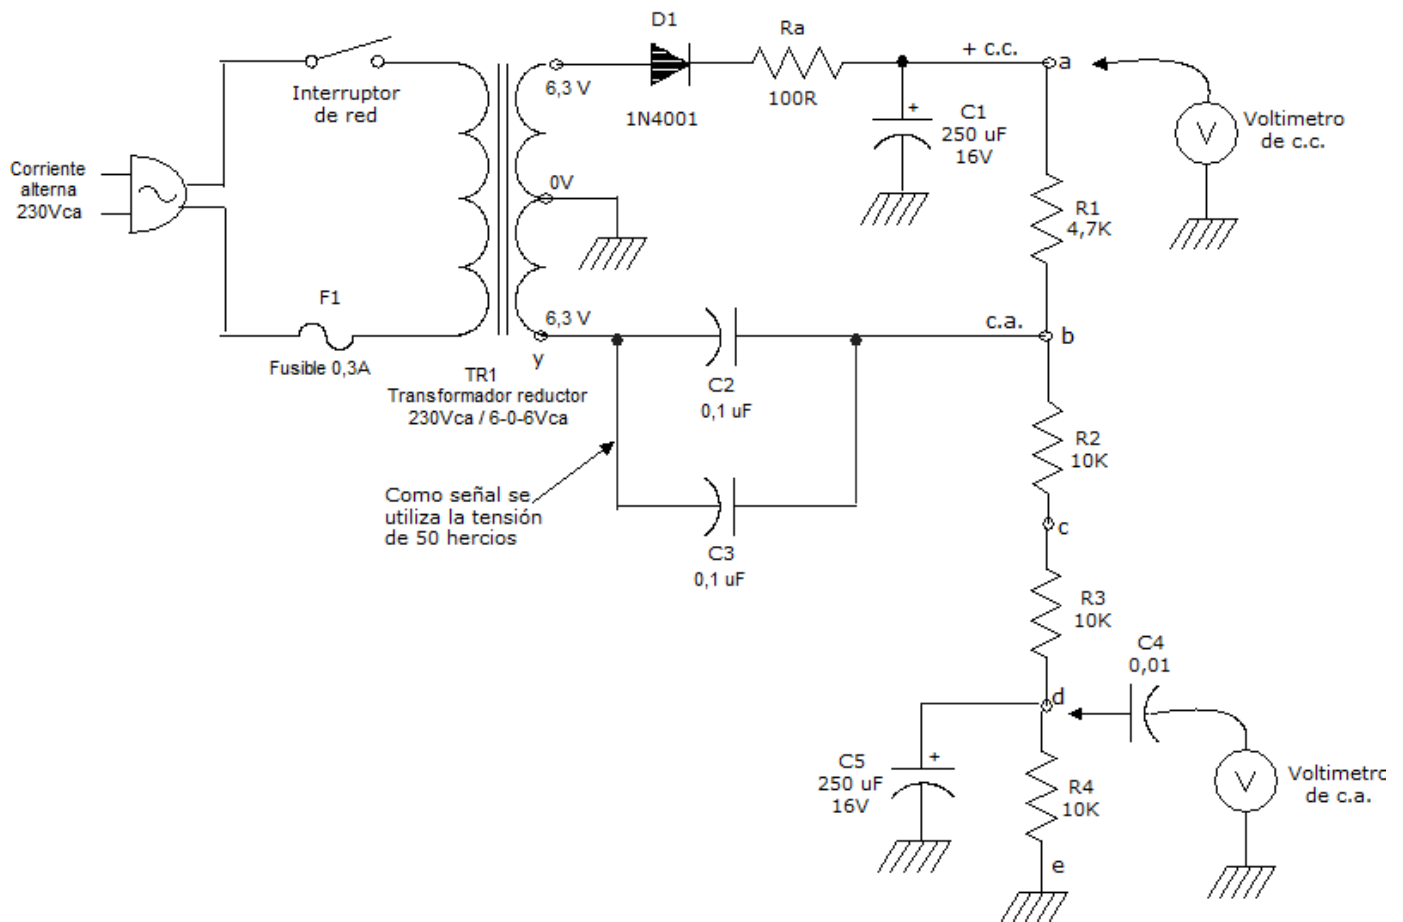 D1
Ra
+ c.c.
a
6,3 V
1N4001
100R
+
C1
250 uF
16V
Voltimetro
de c.c.
V
Interruptor
de red
Corriente
alterna
230Vca
0V
R1
4,7K
F1
Fusible 0,3A
6,3 V
y
c.a.
b
TR1
Transformador reductor
230Vca / 6-0-6Vca
C2
0,1 uF
R2
10K
Como señal se
utiliza la tensión
de 50 hercios
C3
0,1 uF
c
R3
10K
C4
0,01
d
+
C5
250 uF
16V
R4
10K
V
Voltimetro
de c.a.
e